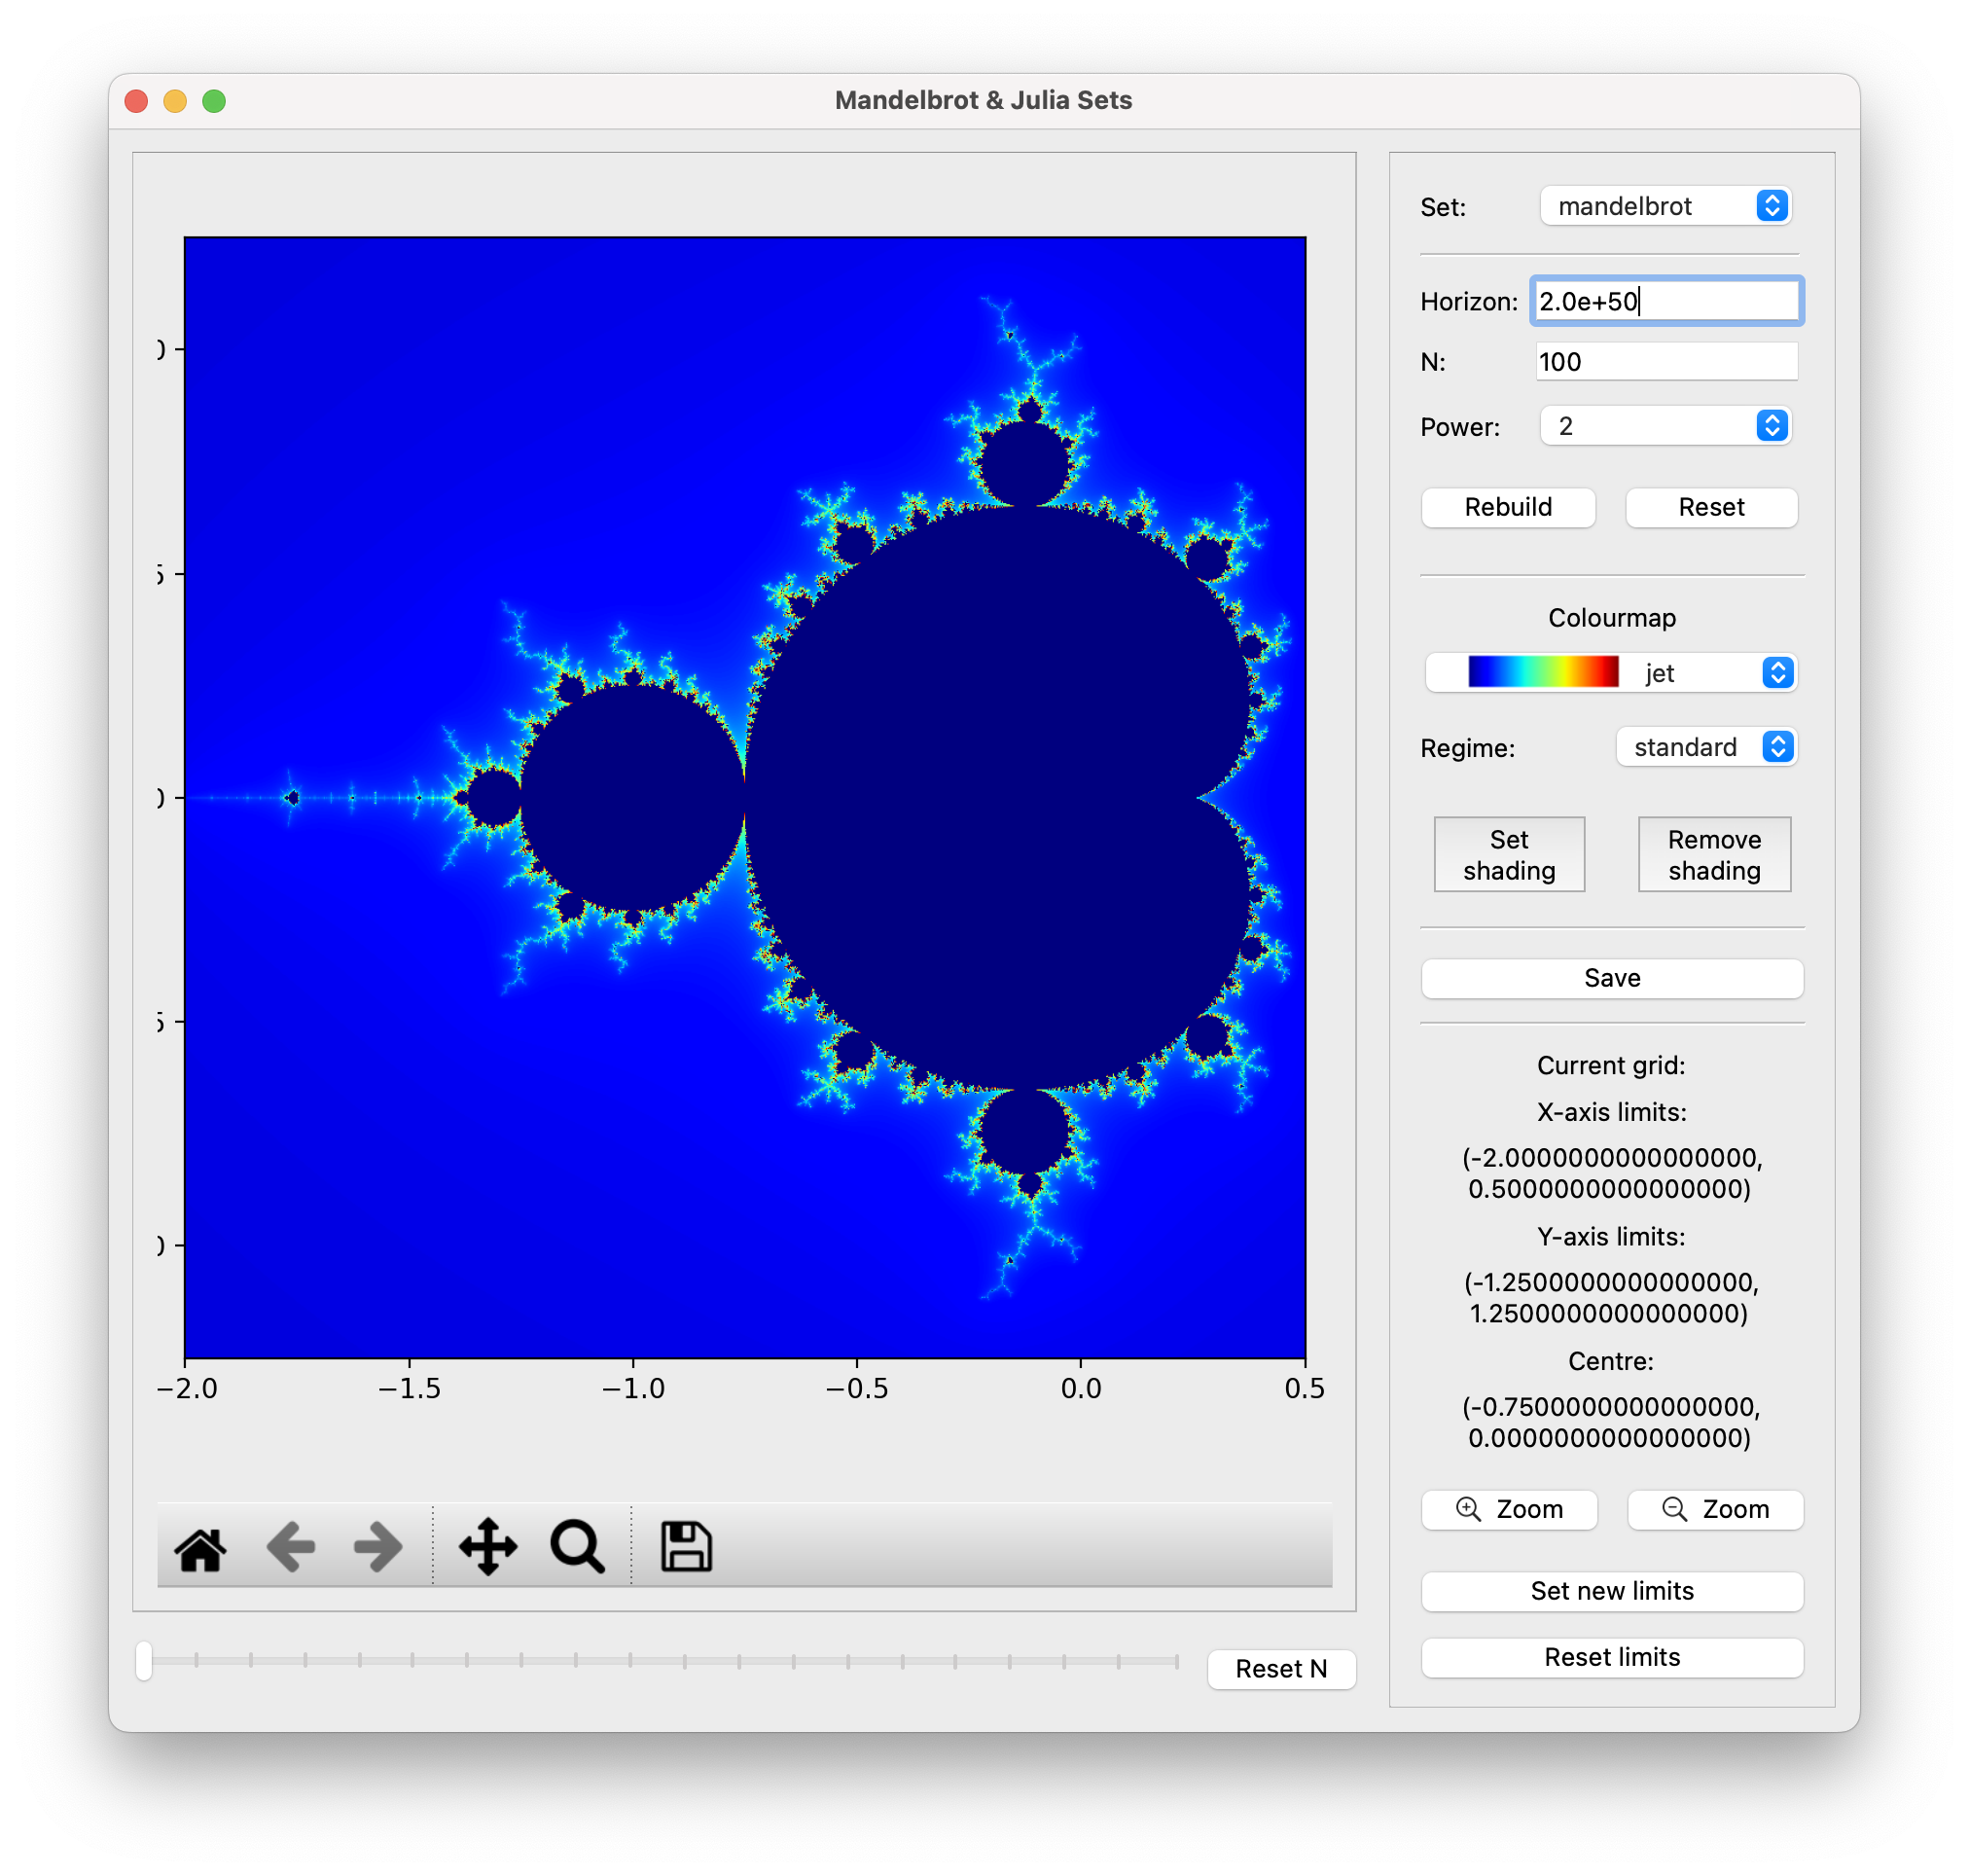 Mandelbrot & Julia Sets
0
5
0
5
0
−2.0 −1.5 −1.0 −0.5 0.0 0.5
Reset N
Set: mandelbrot
Horizon: 2.0e+50
N: 100
Power: 2
Rebuild Reset
Colourmap
jet
Regime: standard
Set
shading
Remove
shading
Save
Current grid:
X-axis limits:
(-2.0000000000000000,
0.5000000000000000)
Y-axis limits:
(-1.2500000000000000,
1.2500000000000000)
Centre:
(-0.7500000000000000,
0.0000000000000000)
Zoom Zoom
Set new limits
Reset limits